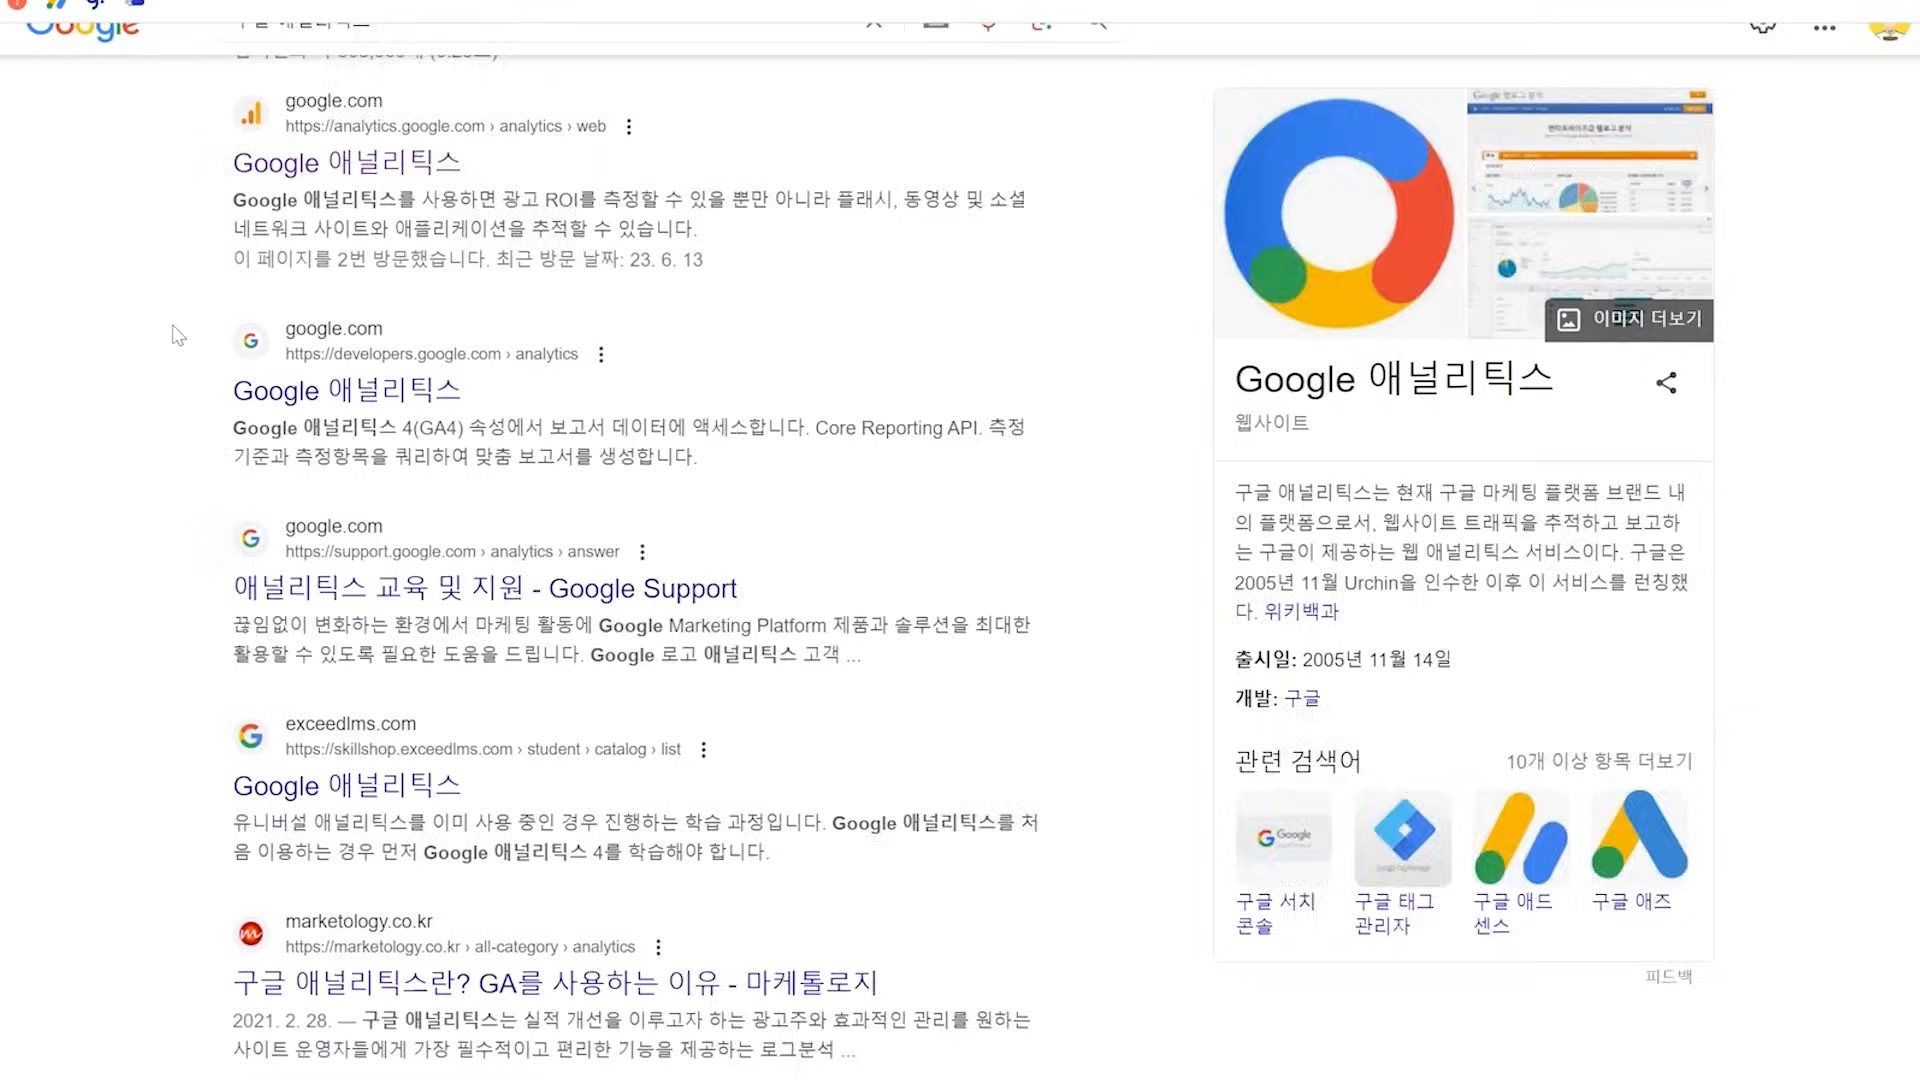 Google
구글 애널리틱스
google.com
https://analytics.google.com › analytics › web
Google 애널리틱스
Google 애널리틱스를 사용하면 광고 ROI를 측정할 수 있을 뿐만 아니라 플래시, 동영상 및 소셜
네트워크 사이트와 애플리케이션을 추적할 수 있습니다.
이 페이지를 2번 방문했습니다. 최근 방문 날짜: 23. 6. 13
google.com
https://developers.google.com › analytics
Google 애널리틱스
Google 애널리틱스 4(GA4) 속성에서 보고서 데이터에 액세스합니다. Core Reporting API. 측정
기준과 측정항목을 쿼리하여 맞춤 보고서를 생성합니다.
google.com
https://support.google.com › analytics › answer
애널리틱스 교육 및 지원 - Google Support
끊임없이 변화하는 환경에서 마케팅 활동에 Google Marketing Platform 제품과 솔루션을 최대한
활용할 수 있도록 필요한 도움을 드립니다. Google 로고 애널리틱스 고객 ...
exceedlms.com
https://skillshop.exceedlms.com › student › catalog › list
Google 애널리틱스
유니버설 애널리틱스를 이미 사용 중인 경우 진행하는 학습 과정입니다. Google 애널리틱스를 처
음 이용하는 경우 먼저 Google 애널리틱스 4를 학습해야 합니다.
marketology.co.kr
https://marketology.co.kr › all-category › analytics
구글 애널리틱스란? GA를 사용하는 이유 - 마케톨로지
2021. 2. 28. — 구글 애널리틱스는 실적 개선을 이루고자 하는 광고주와 효과적인 관리를 원하는
사이트 운영자들에게 가장 필수적이고 편리한 기능을 제공하는 로그분석 ...
Google 웹로그 분석
이미지 더보기
Google 애널리틱스
웹사이트
구글 애널리틱스는 현재 구글 마케팅 플랫폼 브랜드 내
의 플랫폼으로서, 웹사이트 트래픽을 추적하고 보고하
는 구글이 제공하는 웹 애널리틱스 서비스이다. 구글은
2005년 11월 Urchin을 인수한 이후 이 서비스를 런칭했
다. 위키백과
출시일: 2005년 11월 14일
개발: 구글
관련 검색어
10개 이상 항목 더보기
Google
구글 서치
콘솔
구글 태그
관리자
구글 애드
센스
구글 애즈
피드백